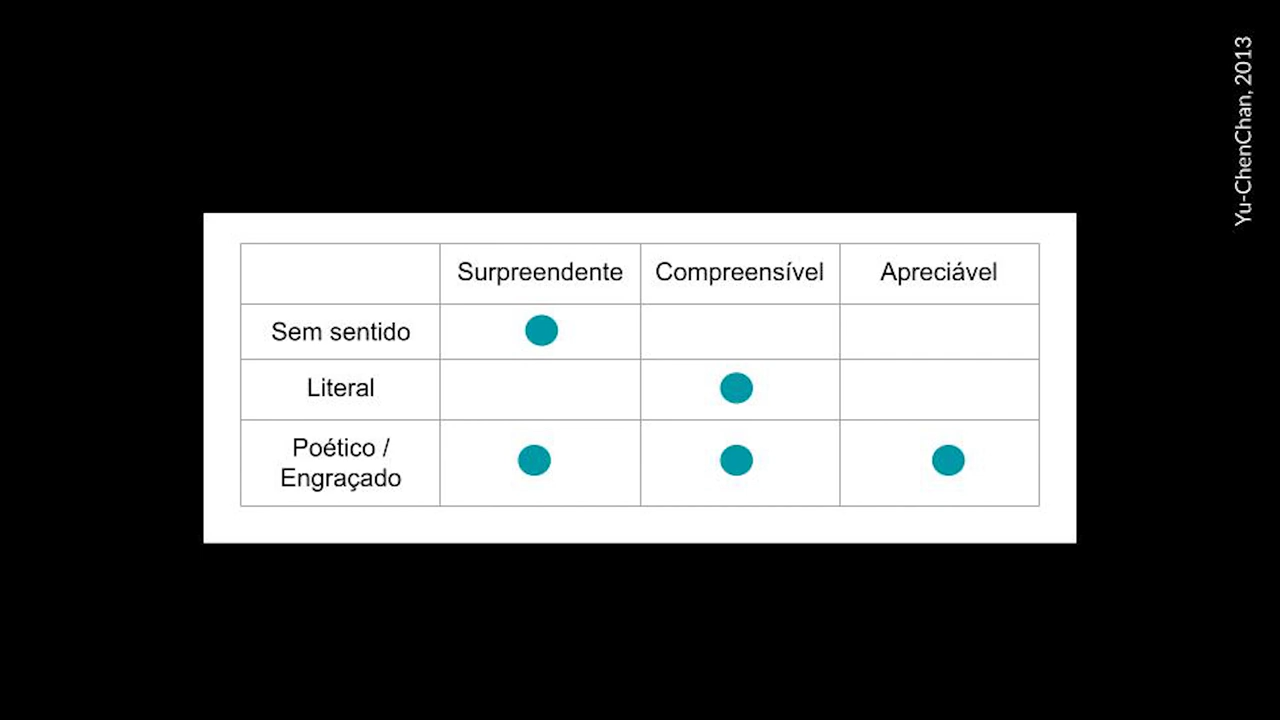 Yu-ChenChan, 2013
Surpreendente Compreensível Apreciável
Sem sentido
Literal
Poético /
Engraçado